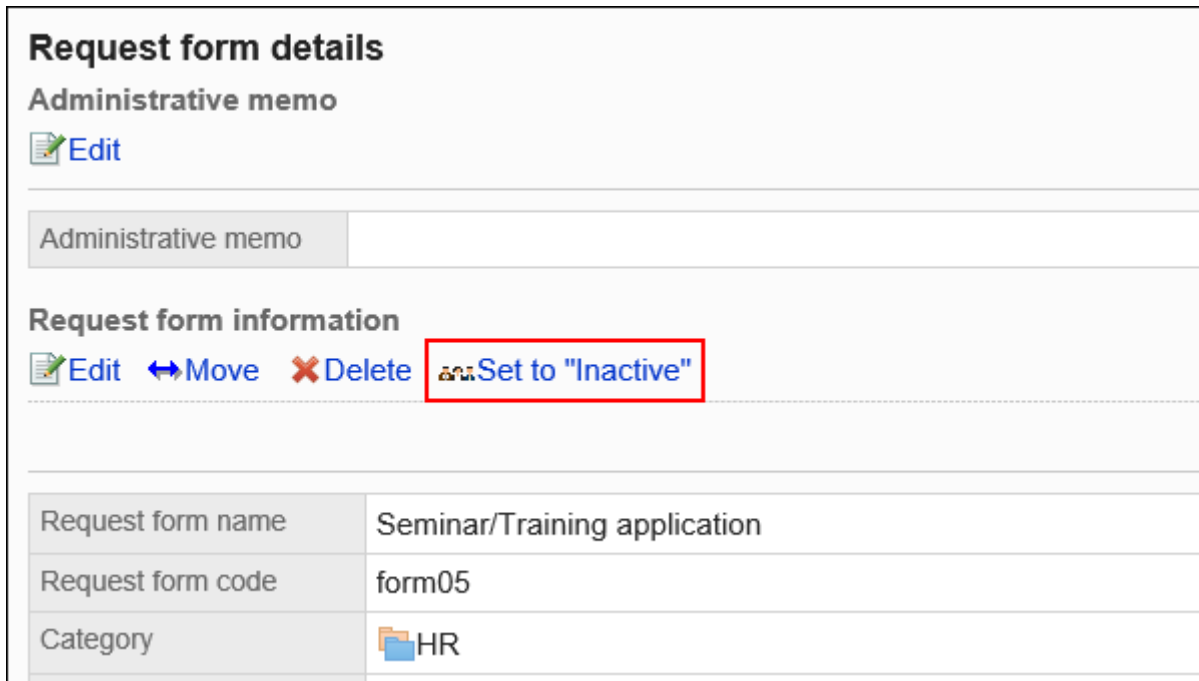 Request form details
Administrative memo
Edit
Administrative memo
Request form information
Edit Move Delete Set to "Inactive"
Request form name Seminar/Training application
Request form code form05
Category HR